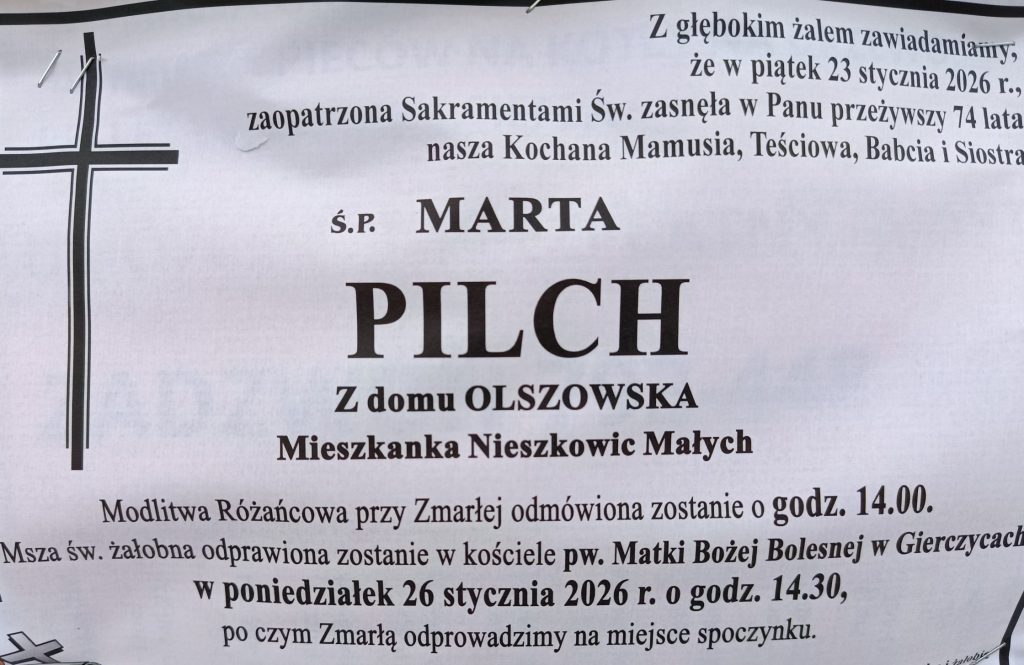 Z głębokim żalem zawiadamiamy,
że w piątek 23 stycznia 2026 r.,
zaopatrzona Sakramentami Św. zasnęła w Panu przeżywszy 74 lata
nasza Kochana Mamusia, Teściowa, Babcia i Siostra
Ś.P. MARTA
PILCH
Z domu OLSZOWSKA
Mieszkanka Nieszkowic Małych
Modlitwa Różańcowa przy Zmarłej odmówiona zostanie o godz. 14.00.
Msza św. żałobna odprawiona zostanie w kościele pw. Matki Bożej Bolesnej w Gierczycach
w poniedziałek 26 stycznia 2026 r. o godz. 14.30,
po czym Zmarłą odprowadzimy na miejsce spoczynku.